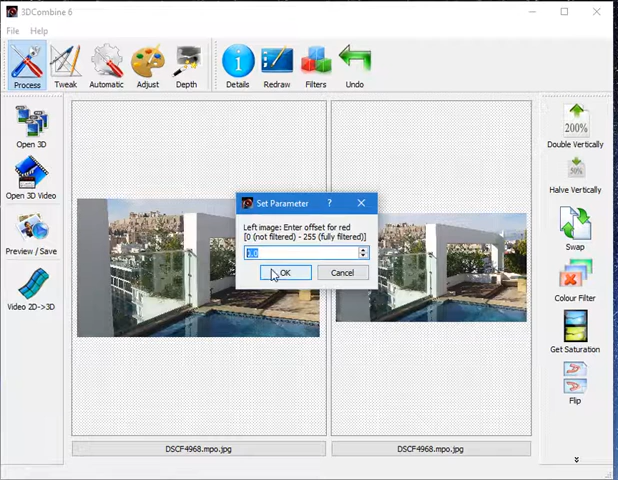 3DCombine 6
File Help
Process Tweak Automatic Adjust Depth Details Redraw Filters Undo
Open 3D
Open 3D Video
Preview / Save
Video 2D->3D
Set Parameter ?
Left image: Enter offset for red
[0 (not filtered) - 255 (fully filtered)]
OK Cancel
DSCF4968.mpo.jpg DSCF4968.mpo.jpg
200%
Double Vertically
50%
Halve Vertically
Swap
Colour Filter
Get Saturation
Flip